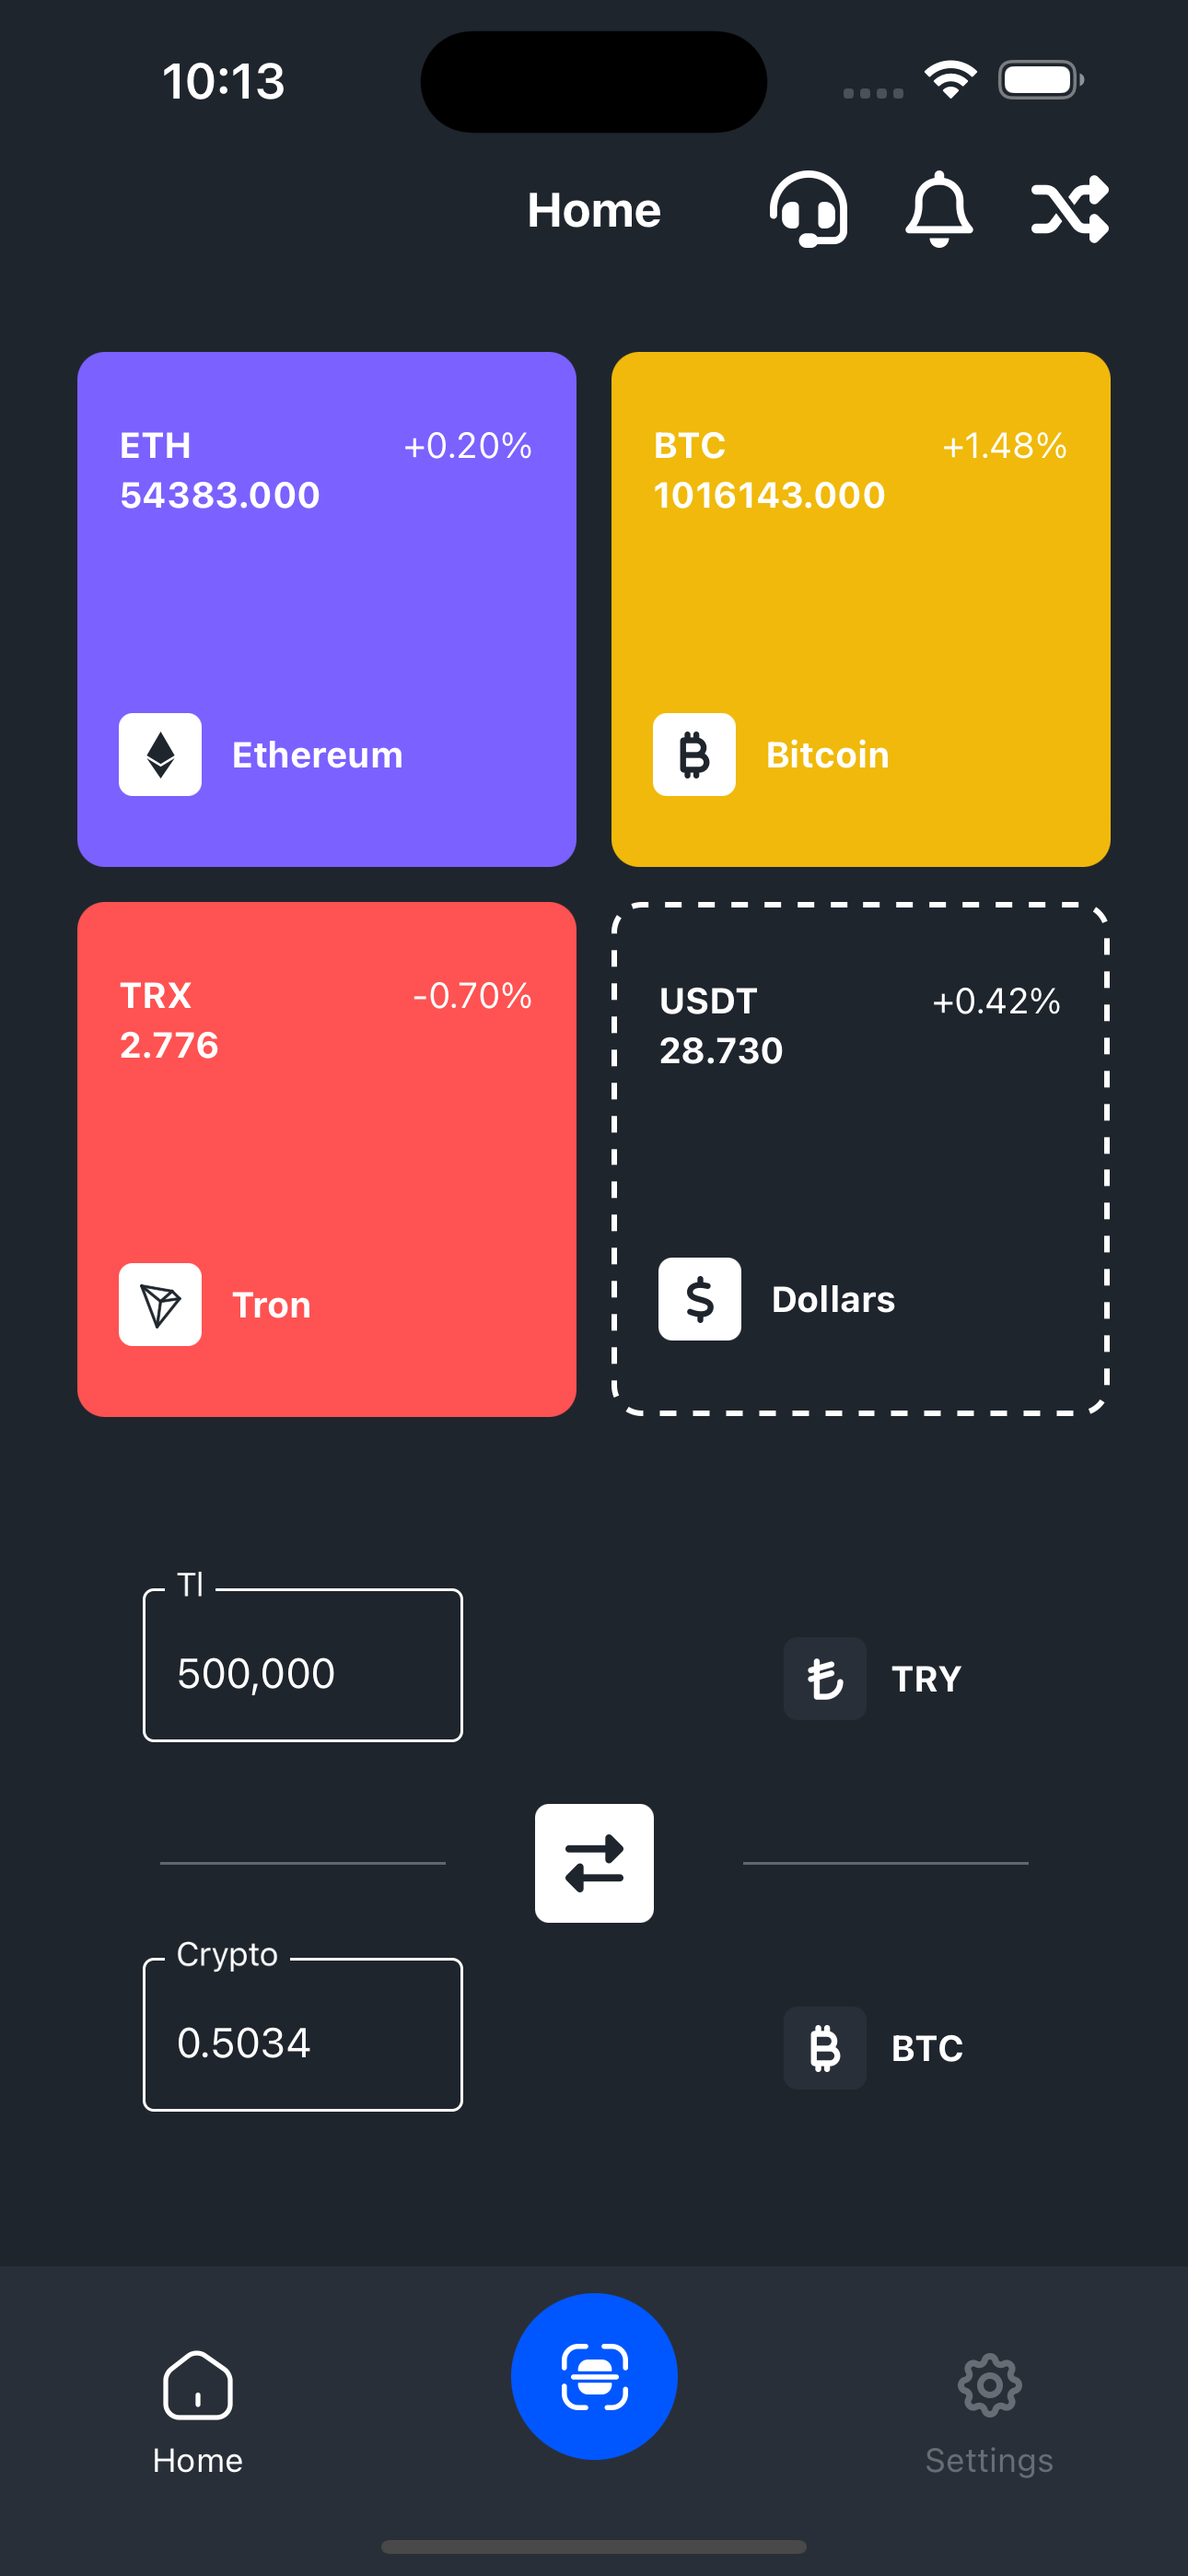 10:13
Home
ETH +0.20%
54383.000
Ethereum
BTC +1.48%
1016143.000
Bitcoin
TRX -0.70%
2.776
Tron
USDT +0.42%
28.730
Dollars
Tl
500,000
TRY
Crypto
0.5034
BTC
Home
Settings